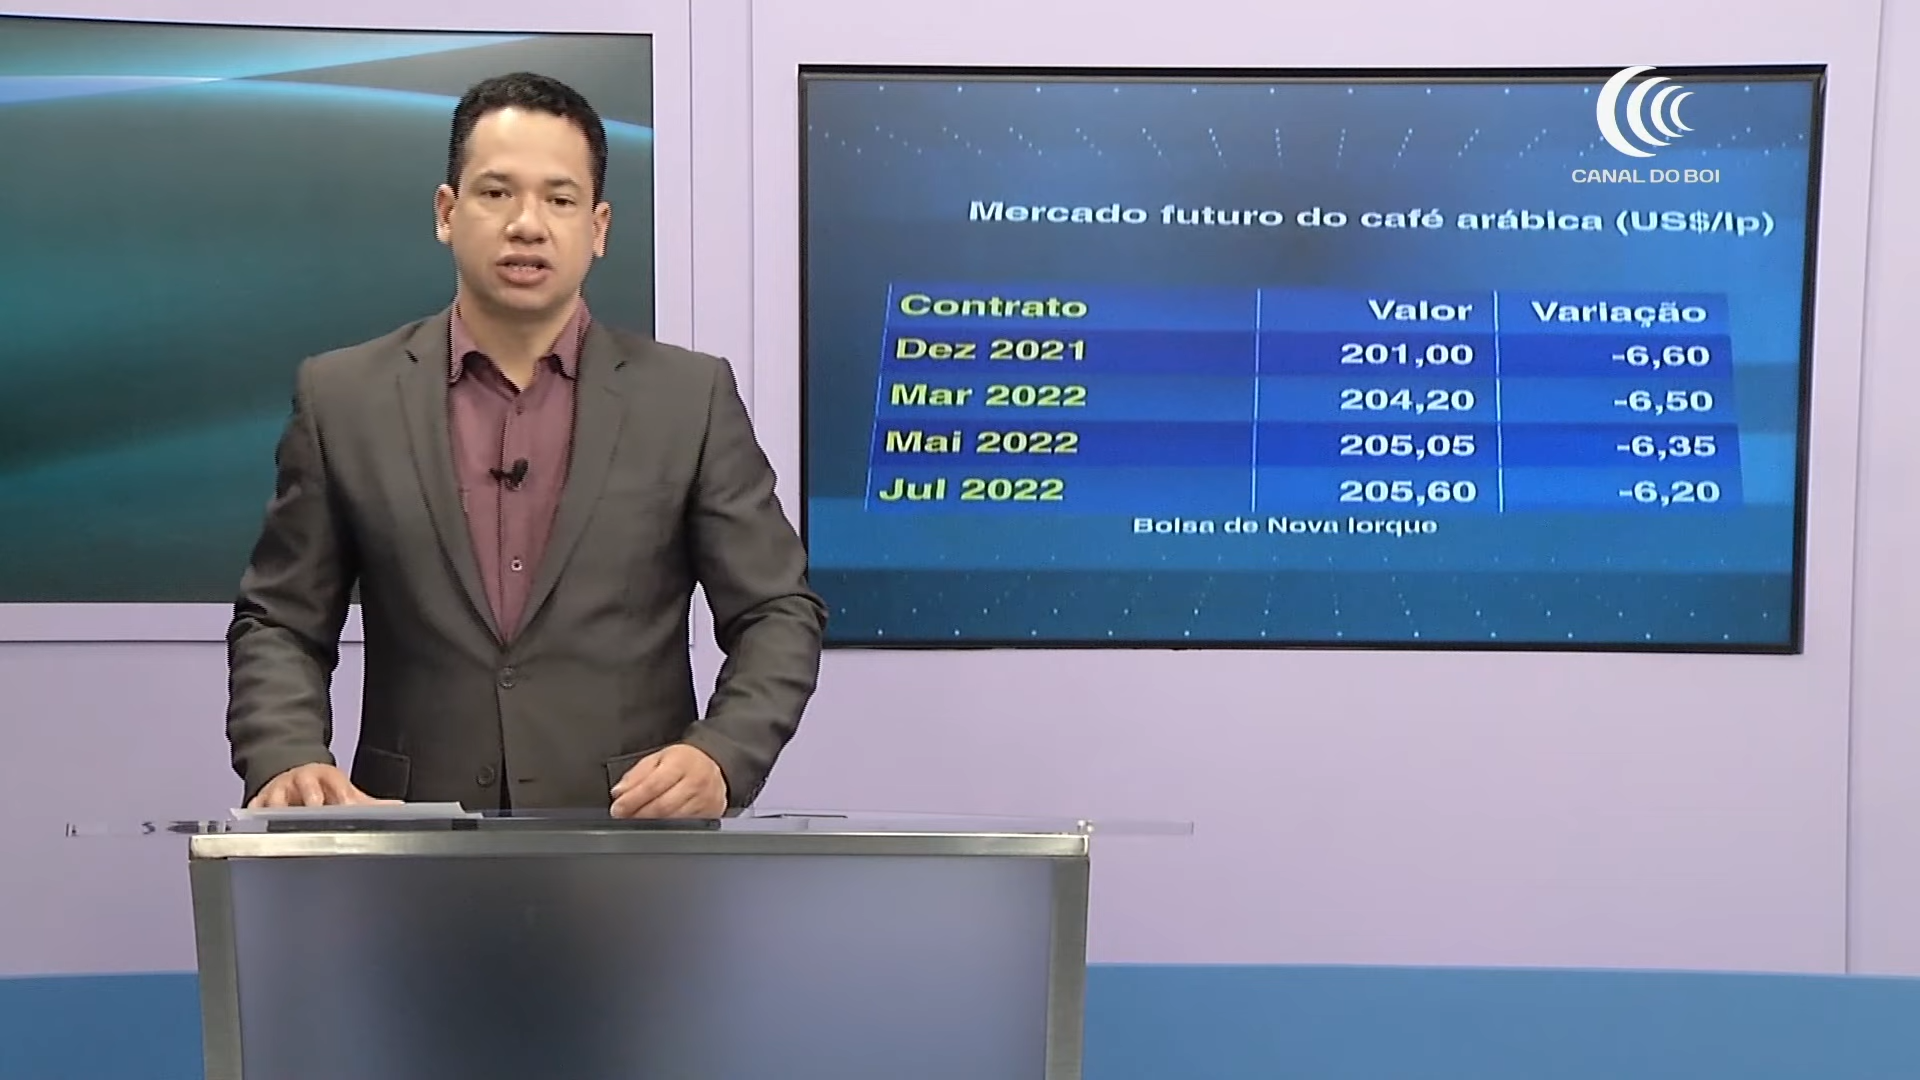 CANAL DO BOI
Mercado futuro do café arábica (US$/lp)
Contrato Valor Variação
Dez 2021 201,00 -6,60
Mar 2022 204,20 -6,50
Mai 2022 205,05 -6,35
Jul 2022 205,60 -6,20
Bolsa de Nova Iorque